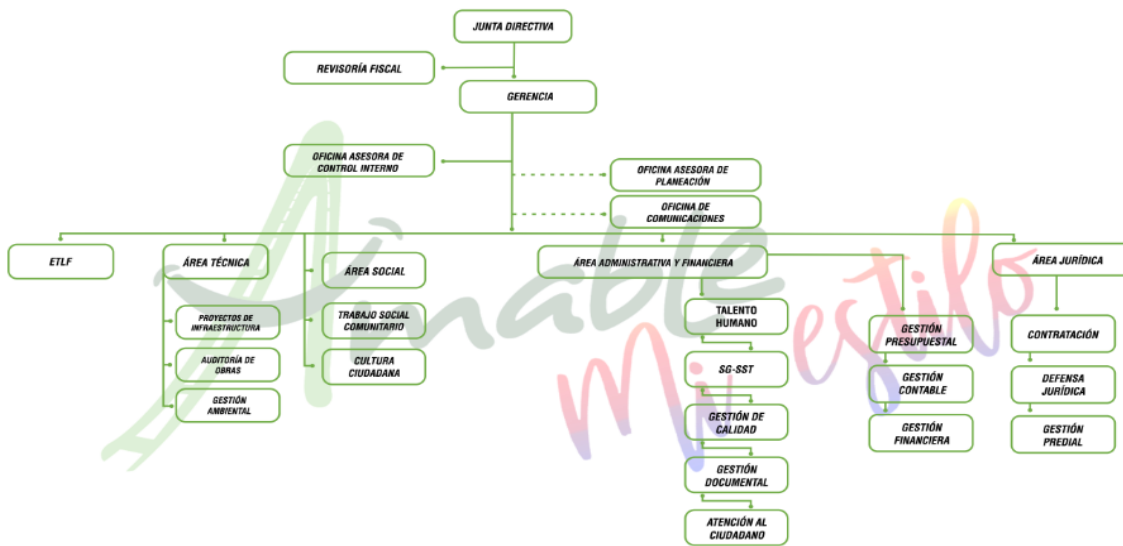 JUNTA DIRECTIVA
REVISORÍA FISCAL
GERENCIA
OFICINA ASESORA DE
CONTROL INTERNO
OFICINA ASESORA DE
PLANEACIÓN
OFICINA DE
COMUNICACIONES
ETLF
ÁREA TÉCNICA
PROYECTOS DE
INFRAESTRUCTURA
AUDITORÍA DE
OBRAS
GESTIÓN
AMBIENTAL
ÁREA SOCIAL
TRABAJO SOCIAL
COMUNITARIO
CULTURA
CIUDADANA
ÁREA ADMINISTRATIVA Y FINANCIERA
TALENTO
HUMANO
SG-SST
GESTIÓN DE
CALIDAD
GESTIÓN
DOCUMENTAL
ATENCIÓN AL
CIUDADANO
GESTIÓN
PRESUPUESTAL
GESTIÓN
CONTABLE
GESTIÓN
FINANCIERA
ÁREA JURÍDICA
CONTRATACIÓN
DEFENSA
JURÍDICA
GESTIÓN
PREDIAL
Amable
Mi estilo